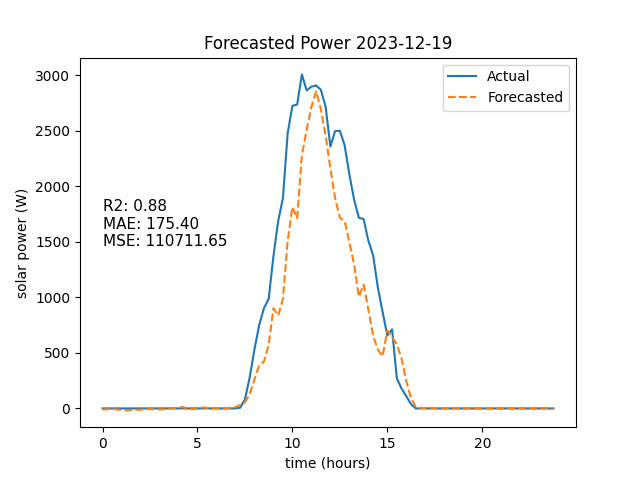 Forecasted Power 2023-12-19
Actual
Forecasted
3000
2500
2000
1500
1000
500
0
solar power (W)
R2: 0.88
MAE: 175.40
MSE: 110711.65
0 5 10 15 20
time (hours)